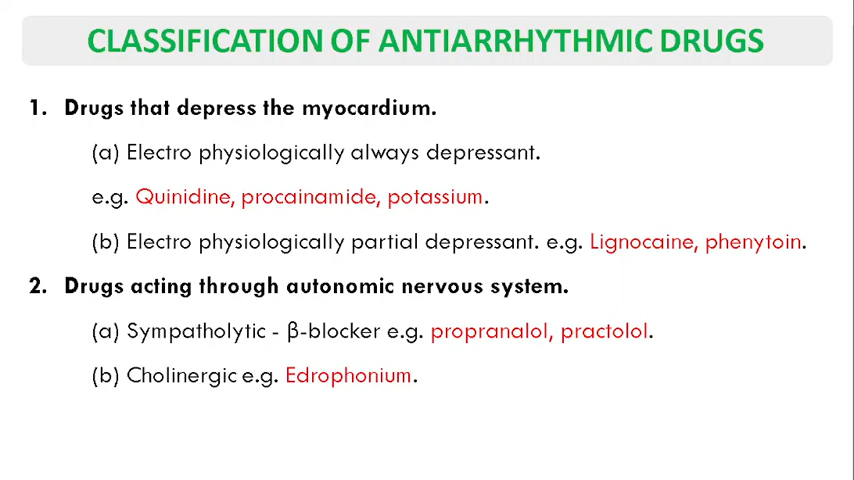 CLASSIFICATION OF ANTIARRHYTHMIC DRUGS
1. Drugs that depress the myocardium.
(a) Electro physiologically always depressant.
e.g. Quinidine, procainamide, potassium.
(b) Electro physiologically partial depressant. e.g. Lignocaine, phenytoin.
2. Drugs acting through autonomic nervous system.
(a) Sympatholytic - β-blocker e.g. propranalol, practolol.
(b) Cholinergic e.g. Edrophonium.